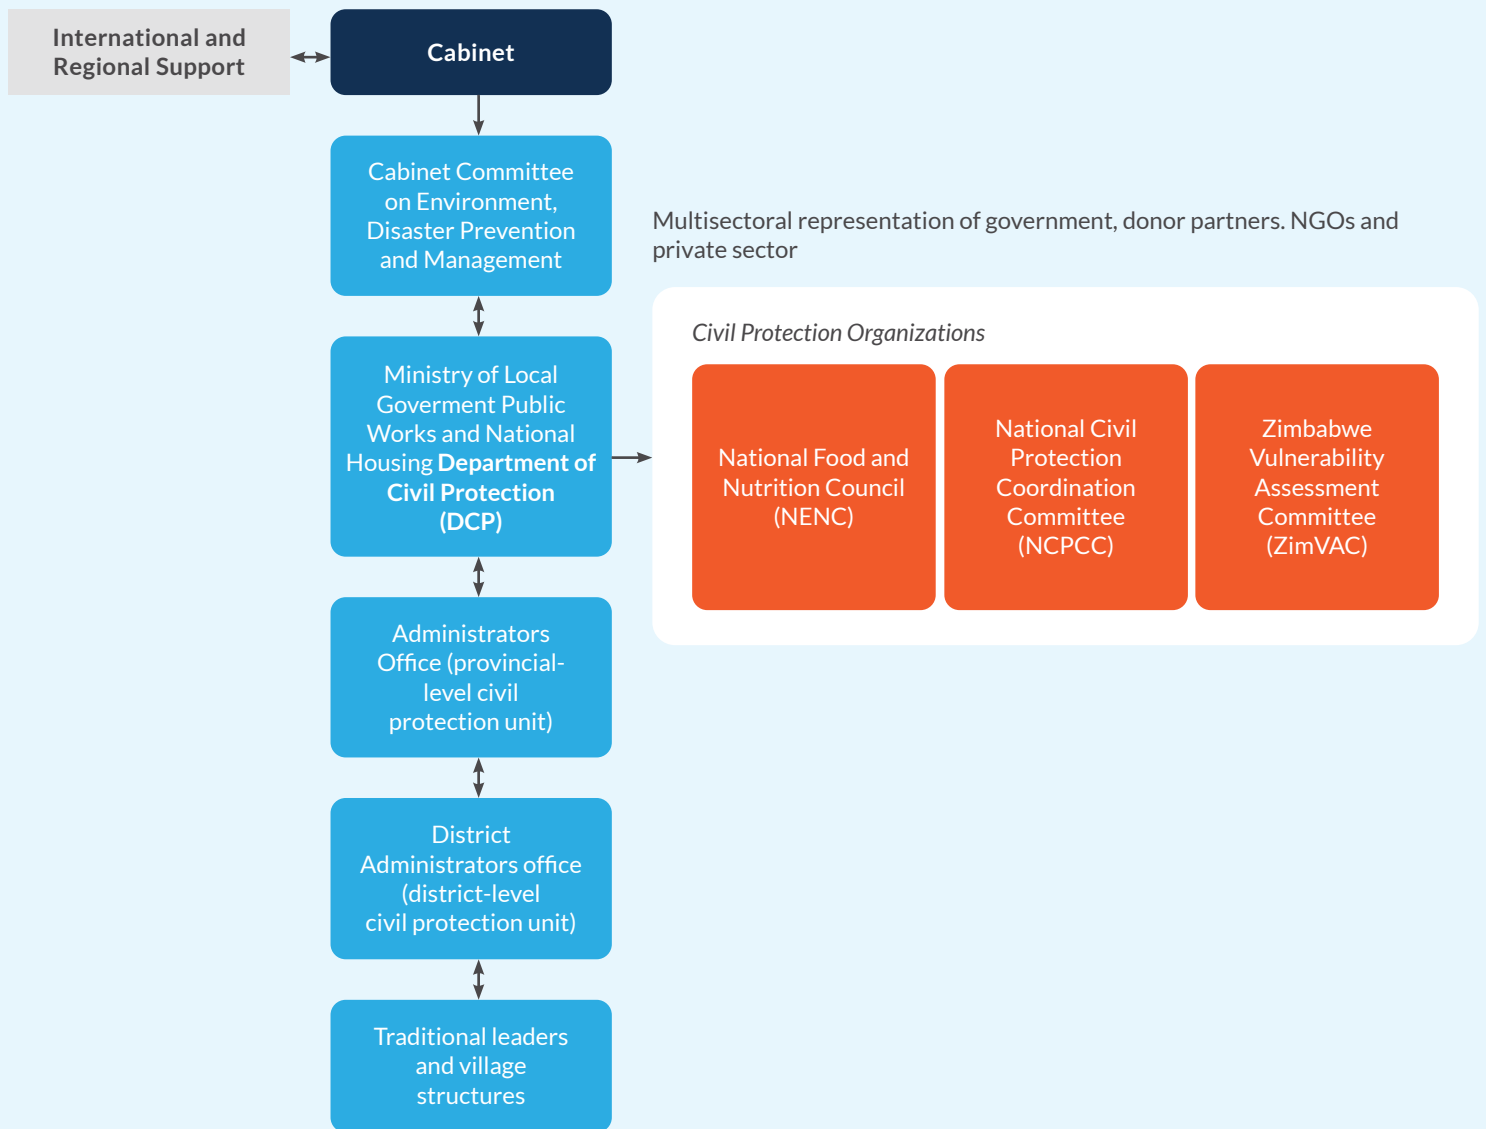 International and
Regional Support
Cabinet
Cabinet Committee
on Environment,
Disaster Prevention
and Management
Multisectoral representation of government, donor partners. NGOs and
private sector
Ministry of Local
Goverment Public
Works and National
Housing Department of
Civil Protection
(DCP)
Civil Protection Organizations
National Food and
Nutrition Council
(NENC)
National Civil
Protection
Coordination
Committee
(NCPCC)
Zimbabwe
Vulnerability
Assessment
Committee
(ZimVAC)
Administrators
Office (provincial-
level civil
protection unit)
District
Administrators office
(district-level
civil protection unit)
Traditional leaders
and village
structures